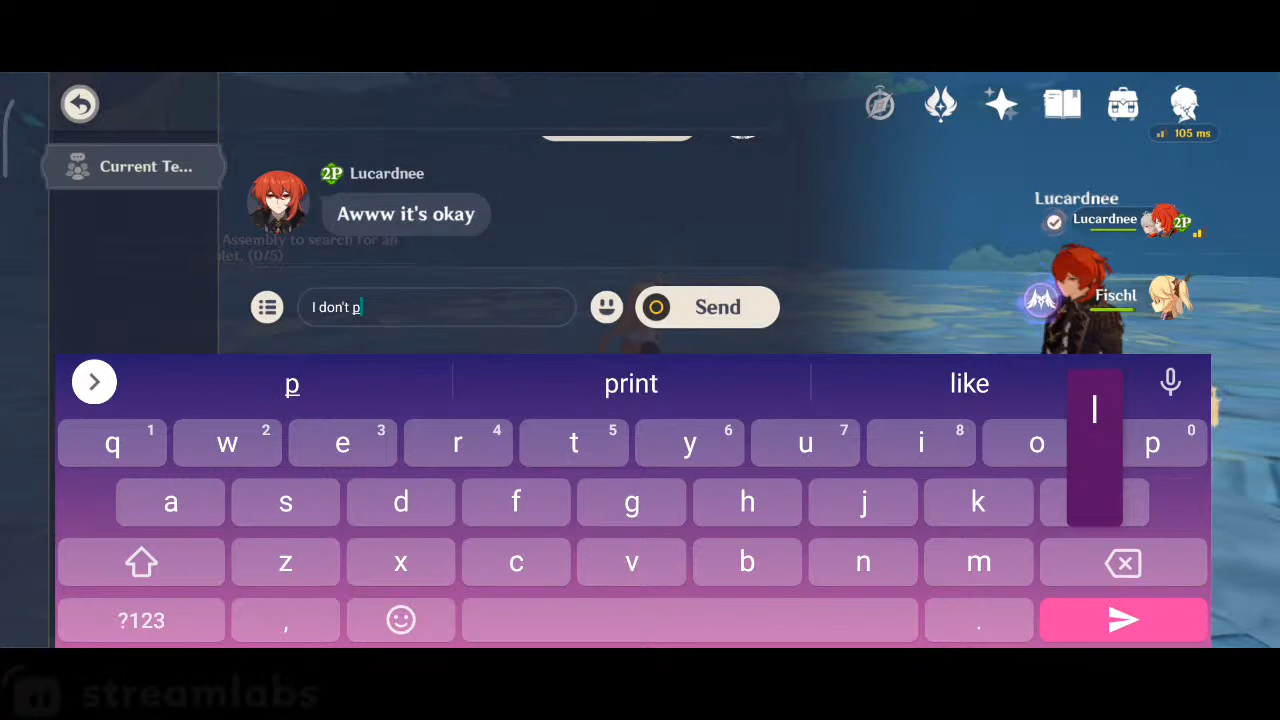 105 ms
Current Te...
2P Lucardnee
Awww it's okay
Assembly to search for an
let. (0/5)
I don't p
Send
Lucardnee
Lucardnee 2P
Fischl
p print like
q 1 w 2 e 3 r 4 t 5 y 6 u 7 i 8 o p 0
l
a s d f g h j k
z x c v b n m
?123 , .
streamlabs